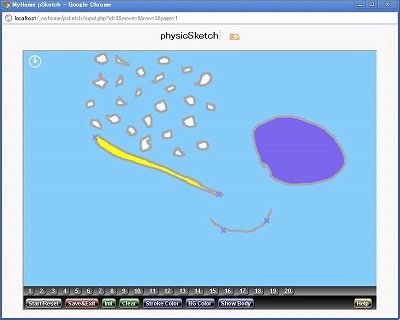 MyHome pSketch - Google Chrome
localhost/_myhome/psketch/input.php?id=3&move=1&row=3&page=1
physicSketch 戻る
1 2 3 4 5 6 7 8 9 10 11 12 13 14 15 16 17 18 19 20
Start Reset Save&Exit Init Clear Stroke Color BG Color Show Body Help